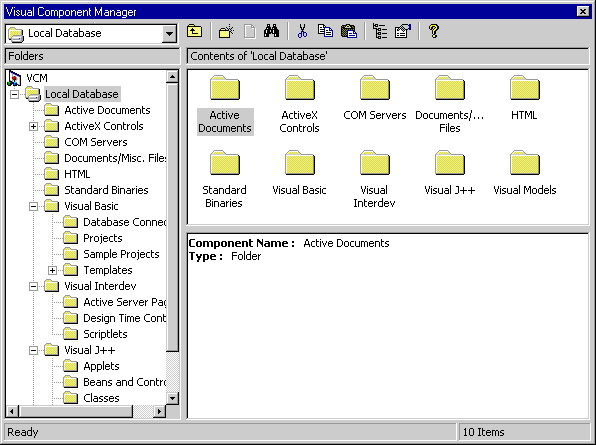 Visual Component Manager
Local Database
Folders
Contents of 'Local Database'
VCM
Local Database
Active Documents
ActiveX Controls
COM Servers
Documents/Misc. Files
HTML
Standard Binaries
Visual Basic
Database Connec
Projects
Sample Projects
Templates
Visual Interdev
Active Server Pag
Design Time Cont
Scriptlets
Visual J++
Applets
Beans and Contro
Classes
Active
Documents
ActiveX
Controls
COM Servers
Documents/...
Files
HTML
Standard
Binaries
Visual Basic
Visual
Interdev
Visual J++
Visual Models
Component Name : Active Documents
Type : Folder
Ready
10 Items